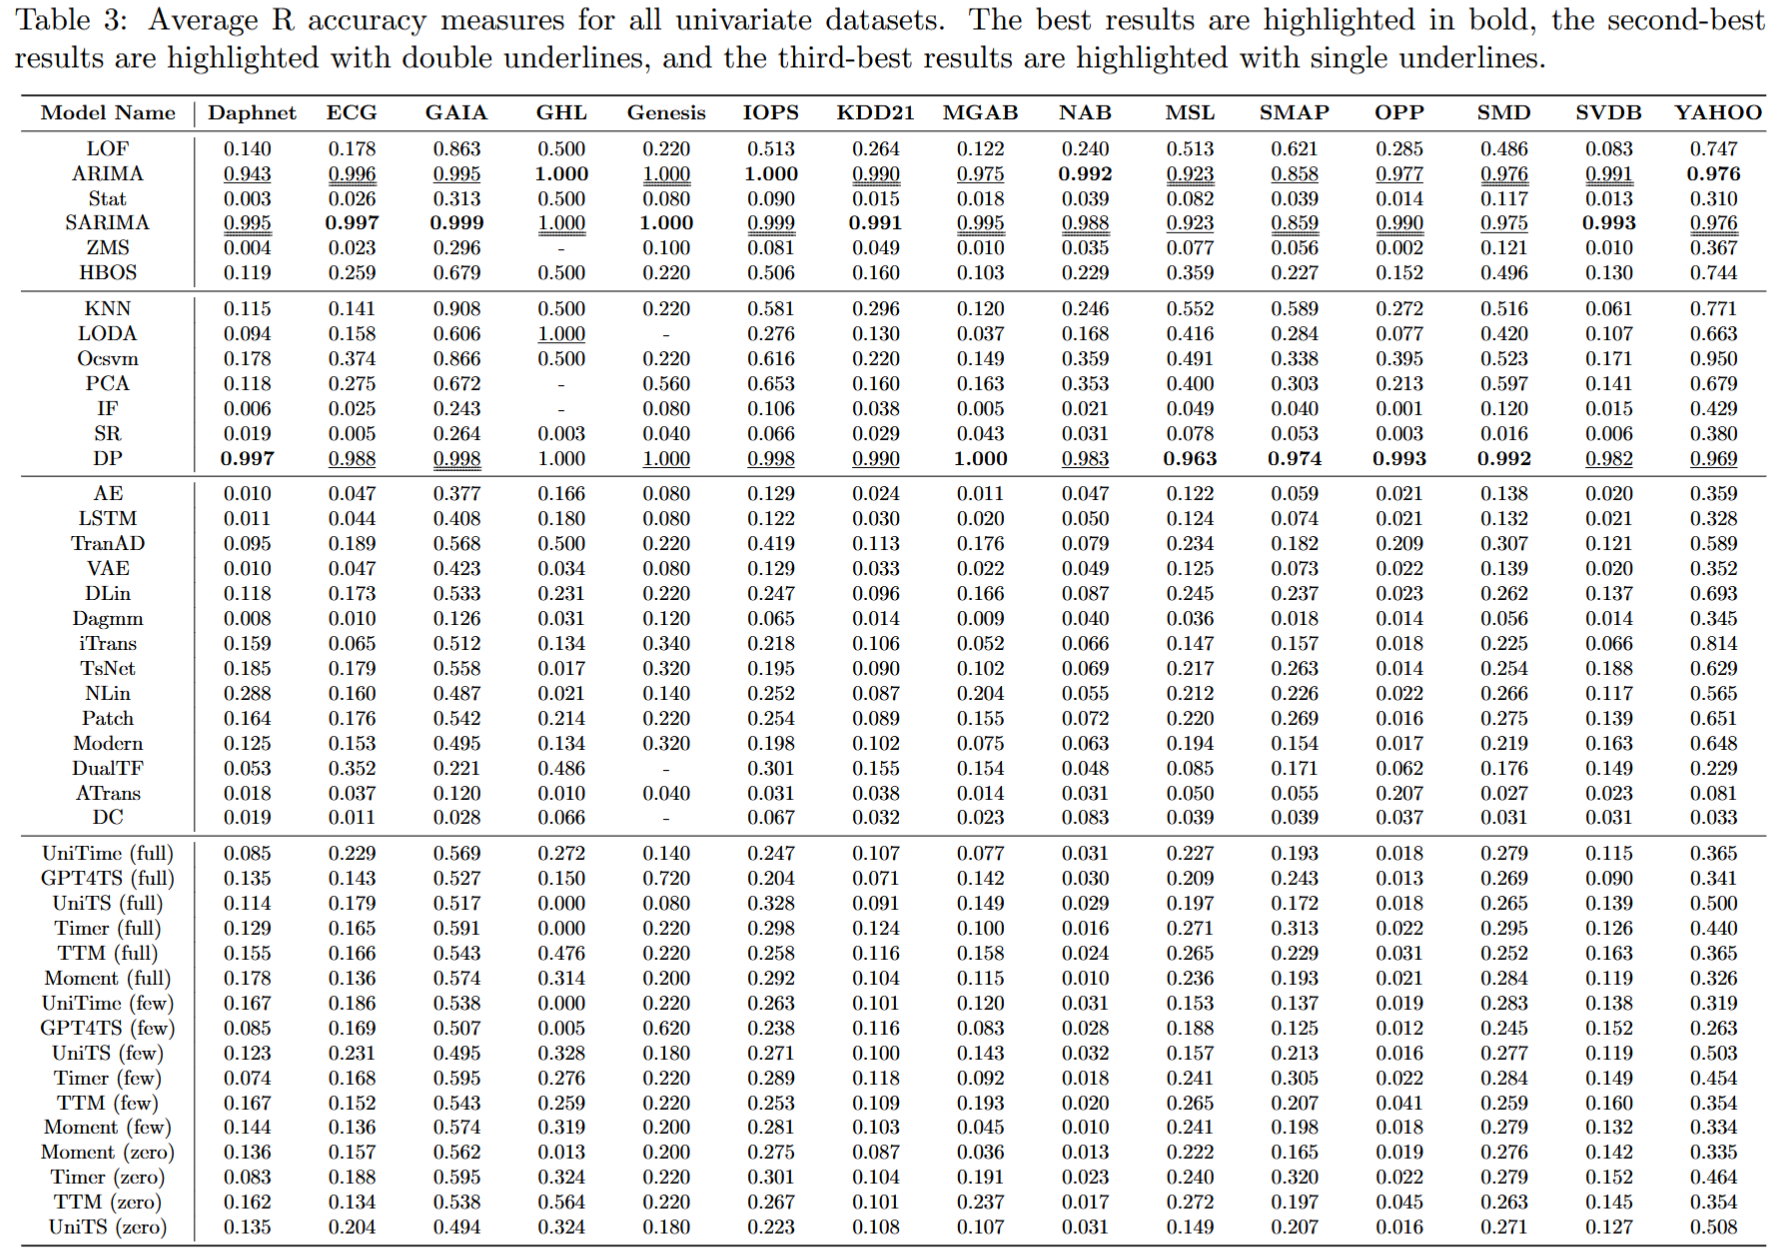 Table 3: Average R accuracy measures for all univariate datasets. The best results are highlighted in bold, the second-best
results are highlighted with double underlines, and the third-best results are highlighted with single underlines.
Model Name Daphnet ECG GAIA GHL Genesis IOPS KDD21 MGAB NAB MSL SMAP OPP SMD SVDB YAHOO
LOF 0.140 0.178 0.863 0.500 0.220 0.513 0.264 0.122 0.240 0.513 0.621 0.285 0.486 0.083 0.747
ARIMA 0.943 0.996 0.995 1.000 1.000 1.000 0.990 0.975 0.992 0.923 0.858 0.977 0.976 0.991 0.976
Stat 0.003 0.026 0.313 0.500 0.080 0.090 0.015 0.018 0.039 0.082 0.039 0.014 0.117 0.013 0.310
SARIMA 0.995 0.997 0.999 1.000 1.000 0.999 0.991 0.995 0.988 0.923 0.859 0.990 0.975 0.993 0.976
ZMS 0.004 0.023 0.296 - 0.100 0.081 0.049 0.010 0.035 0.077 0.056 0.002 0.121 0.010 0.367
HBOS 0.119 0.259 0.679 0.500 0.220 0.506 0.160 0.103 0.229 0.359 0.227 0.152 0.496 0.130 0.744
KNN 0.115 0.141 0.908 0.500 0.220 0.581 0.296 0.120 0.246 0.552 0.589 0.272 0.516 0.061 0.771
LODA 0.094 0.158 0.606 1.000 - 0.276 0.130 0.037 0.168 0.416 0.284 0.077 0.420 0.107 0.663
Ocsvm 0.178 0.374 0.866 0.500 0.220 0.616 0.220 0.149 0.359 0.491 0.338 0.395 0.523 0.171 0.950
PCA 0.118 0.275 0.672 - 0.560 0.653 0.160 0.163 0.353 0.400 0.303 0.213 0.597 0.141 0.679
IF 0.006 0.025 0.243 - 0.080 0.106 0.038 0.005 0.021 0.049 0.040 0.001 0.120 0.015 0.429
SR 0.019 0.005 0.264 0.003 0.040 0.066 0.029 0.043 0.031 0.078 0.053 0.003 0.016 0.006 0.380
DP 0.997 0.988 0.998 1.000 1.000 0.998 0.990 1.000 0.983 0.963 0.974 0.993 0.992 0.982 0.969
AE 0.010 0.047 0.377 0.166 0.080 0.129 0.024 0.011 0.047 0.122 0.059 0.021 0.138 0.020 0.359
LSTM 0.011 0.044 0.408 0.180 0.080 0.122 0.030 0.020 0.050 0.124 0.074 0.021 0.132 0.021 0.328
TranAD 0.095 0.189 0.568 0.500 0.220 0.419 0.113 0.176 0.079 0.234 0.182 0.209 0.307 0.121 0.589
VAE 0.010 0.047 0.423 0.034 0.080 0.129 0.033 0.022 0.049 0.125 0.073 0.022 0.139 0.020 0.352
DLin 0.118 0.173 0.533 0.231 0.220 0.247 0.096 0.166 0.087 0.245 0.237 0.023 0.262 0.137 0.693
Dagmm 0.008 0.010 0.126 0.031 0.120 0.065 0.014 0.009 0.040 0.036 0.018 0.014 0.056 0.014 0.345
iTrans 0.159 0.065 0.512 0.134 0.340 0.218 0.106 0.052 0.066 0.147 0.157 0.018 0.225 0.066 0.814
TsNet 0.185 0.179 0.558 0.017 0.320 0.195 0.090 0.102 0.069 0.217 0.263 0.014 0.254 0.188 0.629
NLin 0.288 0.160 0.487 0.021 0.140 0.252 0.087 0.204 0.055 0.212 0.226 0.022 0.266 0.117 0.565
Patch 0.164 0.176 0.542 0.214 0.220 0.254 0.089 0.155 0.072 0.220 0.269 0.016 0.275 0.139 0.651
Modern 0.125 0.153 0.495 0.134 0.320 0.198 0.102 0.075 0.063 0.194 0.154 0.017 0.219 0.163 0.648
DualTF 0.053 0.352 0.221 0.486 - 0.301 0.155 0.154 0.048 0.085 0.171 0.062 0.176 0.149 0.229
ATrans 0.018 0.037 0.120 0.010 0.040 0.031 0.038 0.014 0.031 0.050 0.055 0.207 0.027 0.023 0.081
DC 0.019 0.011 0.028 0.066 - 0.067 0.032 0.023 0.083 0.039 0.039 0.037 0.031 0.031 0.033
UniTime (full) 0.085 0.229 0.569 0.272 0.140 0.247 0.107 0.077 0.031 0.227 0.193 0.018 0.279 0.115 0.365
GPT4TS (full) 0.135 0.143 0.527 0.150 0.720 0.204 0.071 0.142 0.030 0.209 0.243 0.013 0.269 0.090 0.341
UniTS (full) 0.114 0.179 0.517 0.000 0.080 0.328 0.091 0.149 0.029 0.197 0.172 0.018 0.265 0.139 0.500
Timer (full) 0.129 0.165 0.591 0.000 0.220 0.298 0.124 0.100 0.016 0.271 0.313 0.022 0.295 0.126 0.440
TTM (full) 0.155 0.166 0.543 0.476 0.220 0.258 0.116 0.158 0.024 0.265 0.229 0.031 0.252 0.163 0.365
Moment (full) 0.178 0.136 0.574 0.314 0.200 0.292 0.104 0.115 0.010 0.236 0.193 0.021 0.284 0.119 0.326
UniTime (few) 0.167 0.186 0.538 0.000 0.220 0.263 0.101 0.120 0.031 0.153 0.137 0.019 0.283 0.138 0.319
GPT4TS (few) 0.085 0.169 0.507 0.005 0.620 0.238 0.116 0.083 0.028 0.188 0.125 0.012 0.245 0.152 0.263
UniTS (few) 0.123 0.231 0.495 0.328 0.180 0.271 0.100 0.143 0.032 0.157 0.213 0.016 0.277 0.119 0.503
Timer (few) 0.074 0.168 0.595 0.276 0.220 0.289 0.118 0.092 0.018 0.241 0.305 0.022 0.284 0.149 0.454
TTM (few) 0.167 0.152 0.543 0.259 0.220 0.253 0.109 0.193 0.020 0.265 0.207 0.041 0.259 0.160 0.354
Moment (few) 0.144 0.136 0.574 0.319 0.200 0.281 0.103 0.045 0.010 0.241 0.198 0.018 0.279 0.132 0.334
Moment (zero) 0.136 0.157 0.562 0.013 0.200 0.275 0.087 0.036 0.013 0.222 0.165 0.019 0.276 0.142 0.335
Timer (zero) 0.083 0.188 0.595 0.324 0.220 0.301 0.104 0.191 0.023 0.240 0.320 0.022 0.279 0.152 0.464
TTM (zero) 0.162 0.134 0.538 0.564 0.220 0.267 0.101 0.237 0.017 0.272 0.197 0.045 0.263 0.145 0.354
UniTS (zero) 0.135 0.204 0.494 0.324 0.180 0.223 0.108 0.107 0.031 0.149 0.207 0.016 0.271 0.127 0.508